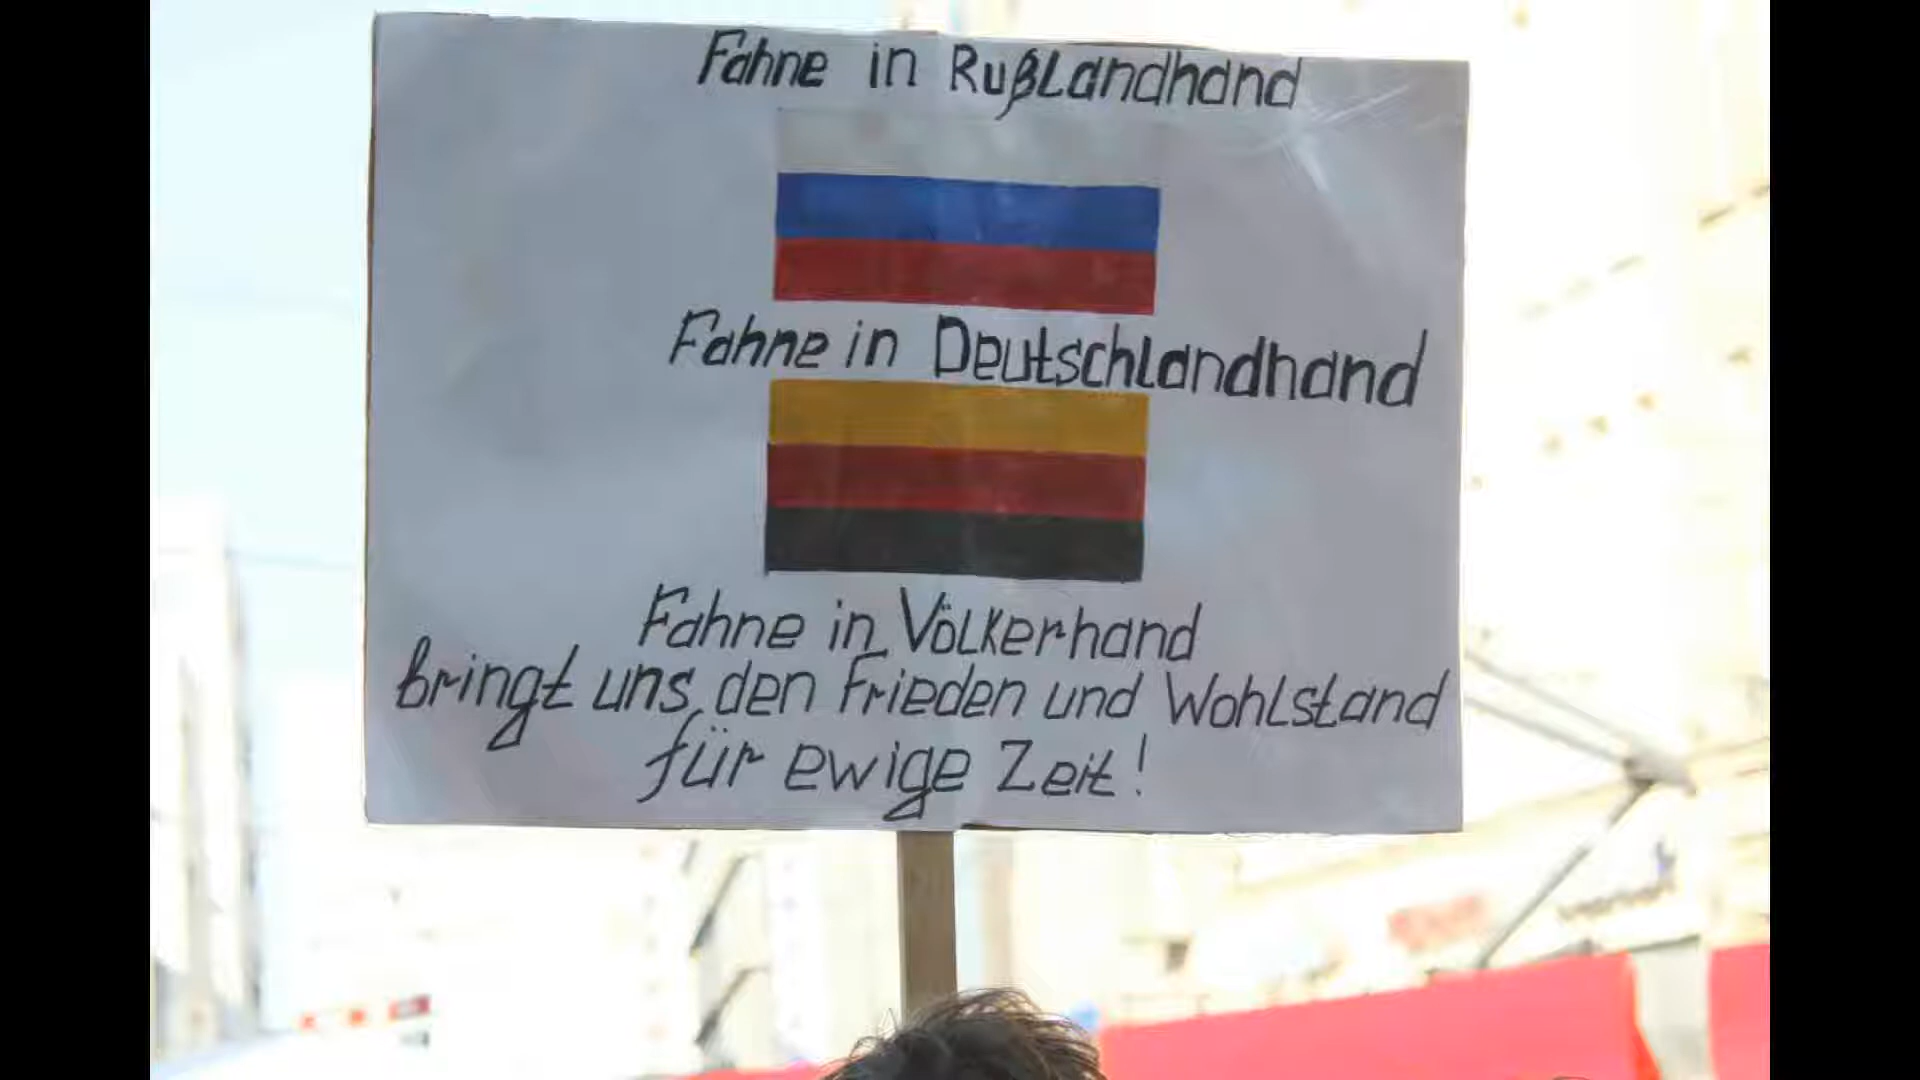 Fahne in Rußlandhand
Fahne in Deutschlandhand
Fahne in Völkerhand
bringt uns den Frieden und Wohlstand
für ewige Zeit!